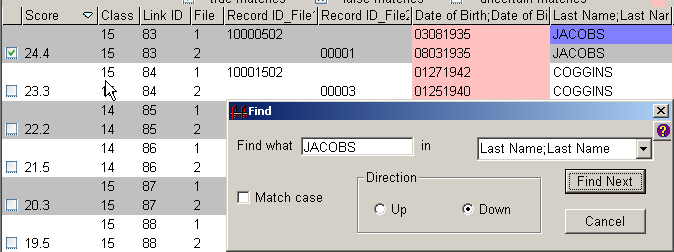 true matches false matches uncertain matches
Score Class Link ID File Record ID_File1 Record ID_File2 Date of Birth;Date of Bi Last Name;Last Nar
15 83 1 10000502 03081935 JACOBS
24.4 15 83 2 00001 08031935 JACOBS
15 84 1 10001502 01271942 COGGINS
23.3 84 2 00003 01251940 COGGINS
14 85 1
22.2 14 85 2
14 86 1
21.5 14 86 2
15 87 1
20.3 15 87 2
15 88 1
19.5 15 88 2
Find
Find what JACOBS in Last Name;Last Name
Find Next
Match case
Direction
Up Down
Cancel